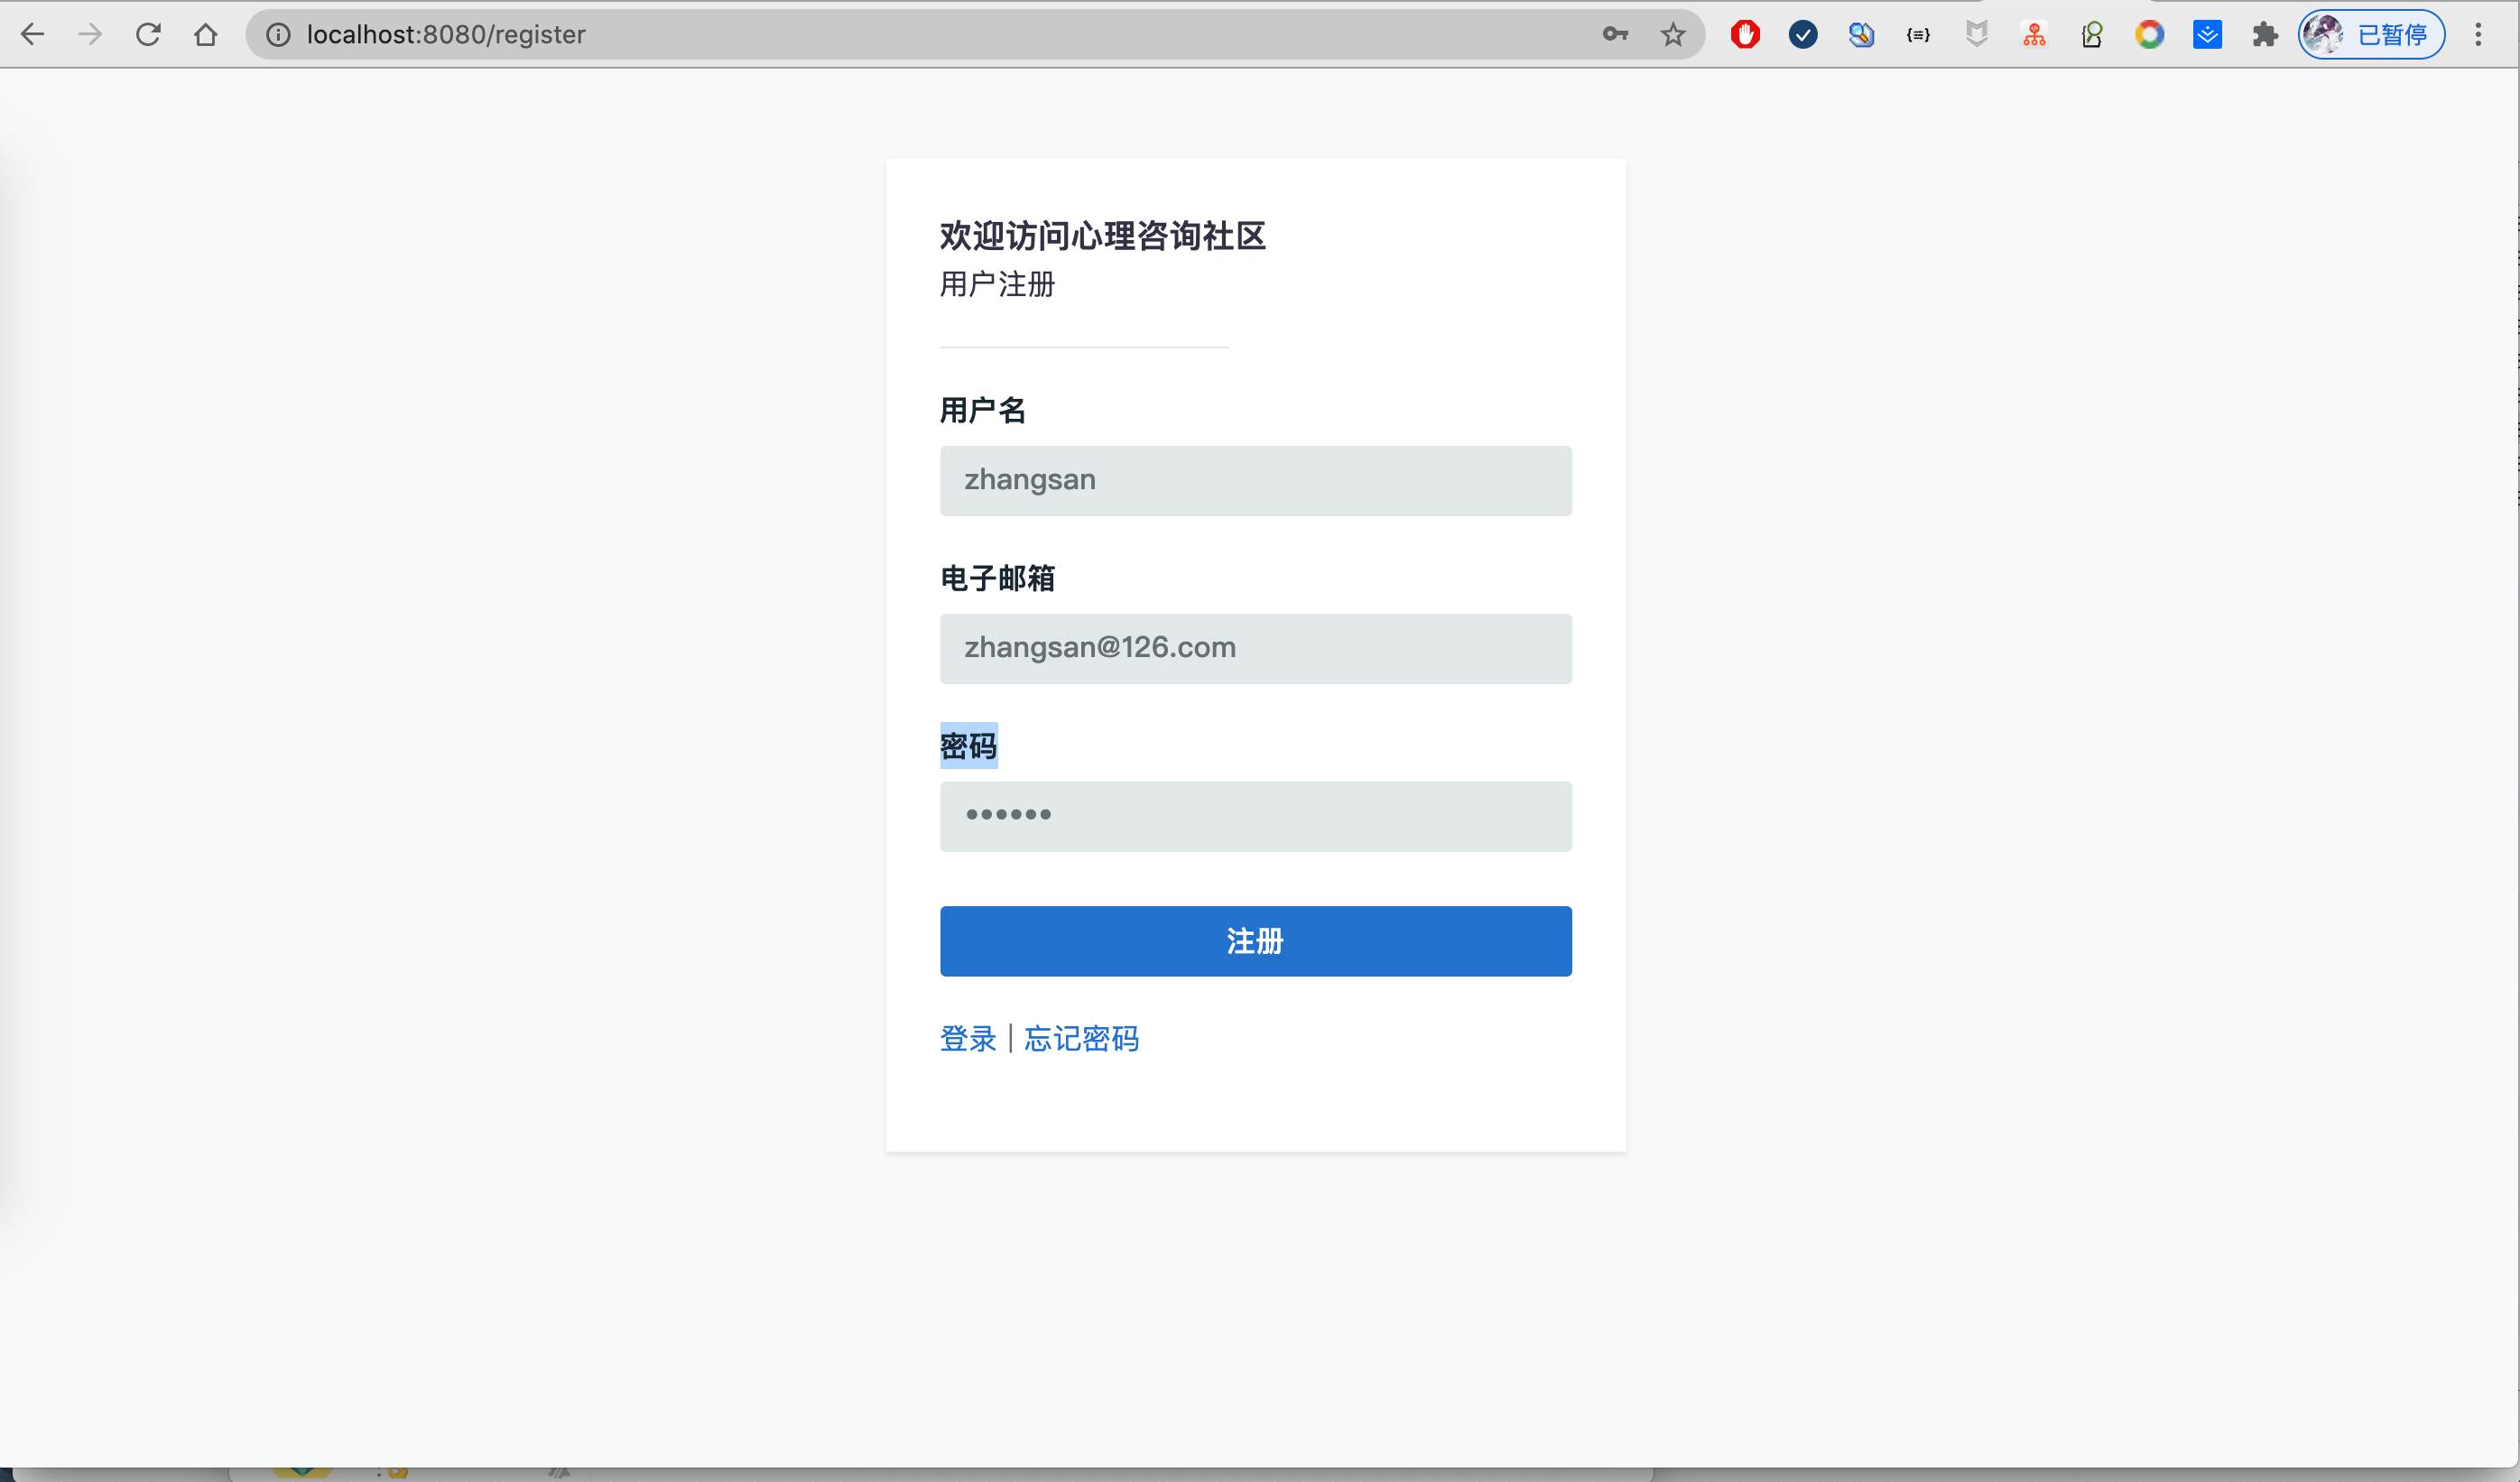 localhost:8080/register
已暂停
欢迎访问心理咨询社区
用户注册
用户名
zhangsan
电子邮箱
zhangsan@126.com
密码
••••••
注册
登录 | 忘记密码